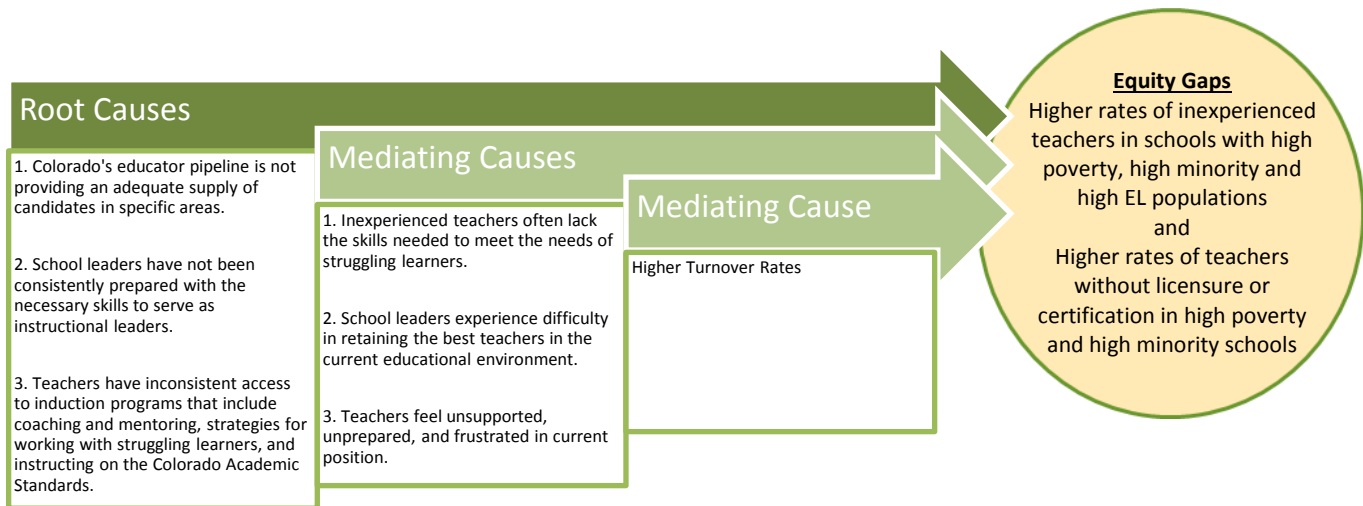 Root Causes
1. Colorado's educator pipeline is not
providing an adequate supply of
candidates in specific areas.
2. School leaders have not been
consistently prepared with the
necessary skills to serve as
instructional leaders.
3. Teachers have inconsistent access
to induction programs that include
coaching and mentoring, strategies for
working with struggling learners, and
instructing on the Colorado Academic
Standards.
Mediating Causes
1. Inexperienced teachers often lack
the skills needed to meet the needs of
struggling learners.
2. School leaders experience difficulty
in retaining the best teachers in the
current educational environment.
3. Teachers feel unsupported,
unprepared, and frustrated in current
position.
Mediating Cause
Higher Turnover Rates
Equity Gaps
Higher rates of inexperienced
teachers in schools with high
poverty, high minority and
high EL populations
and
Higher rates of teachers
without licensure or
certification in high poverty
and high minority schools